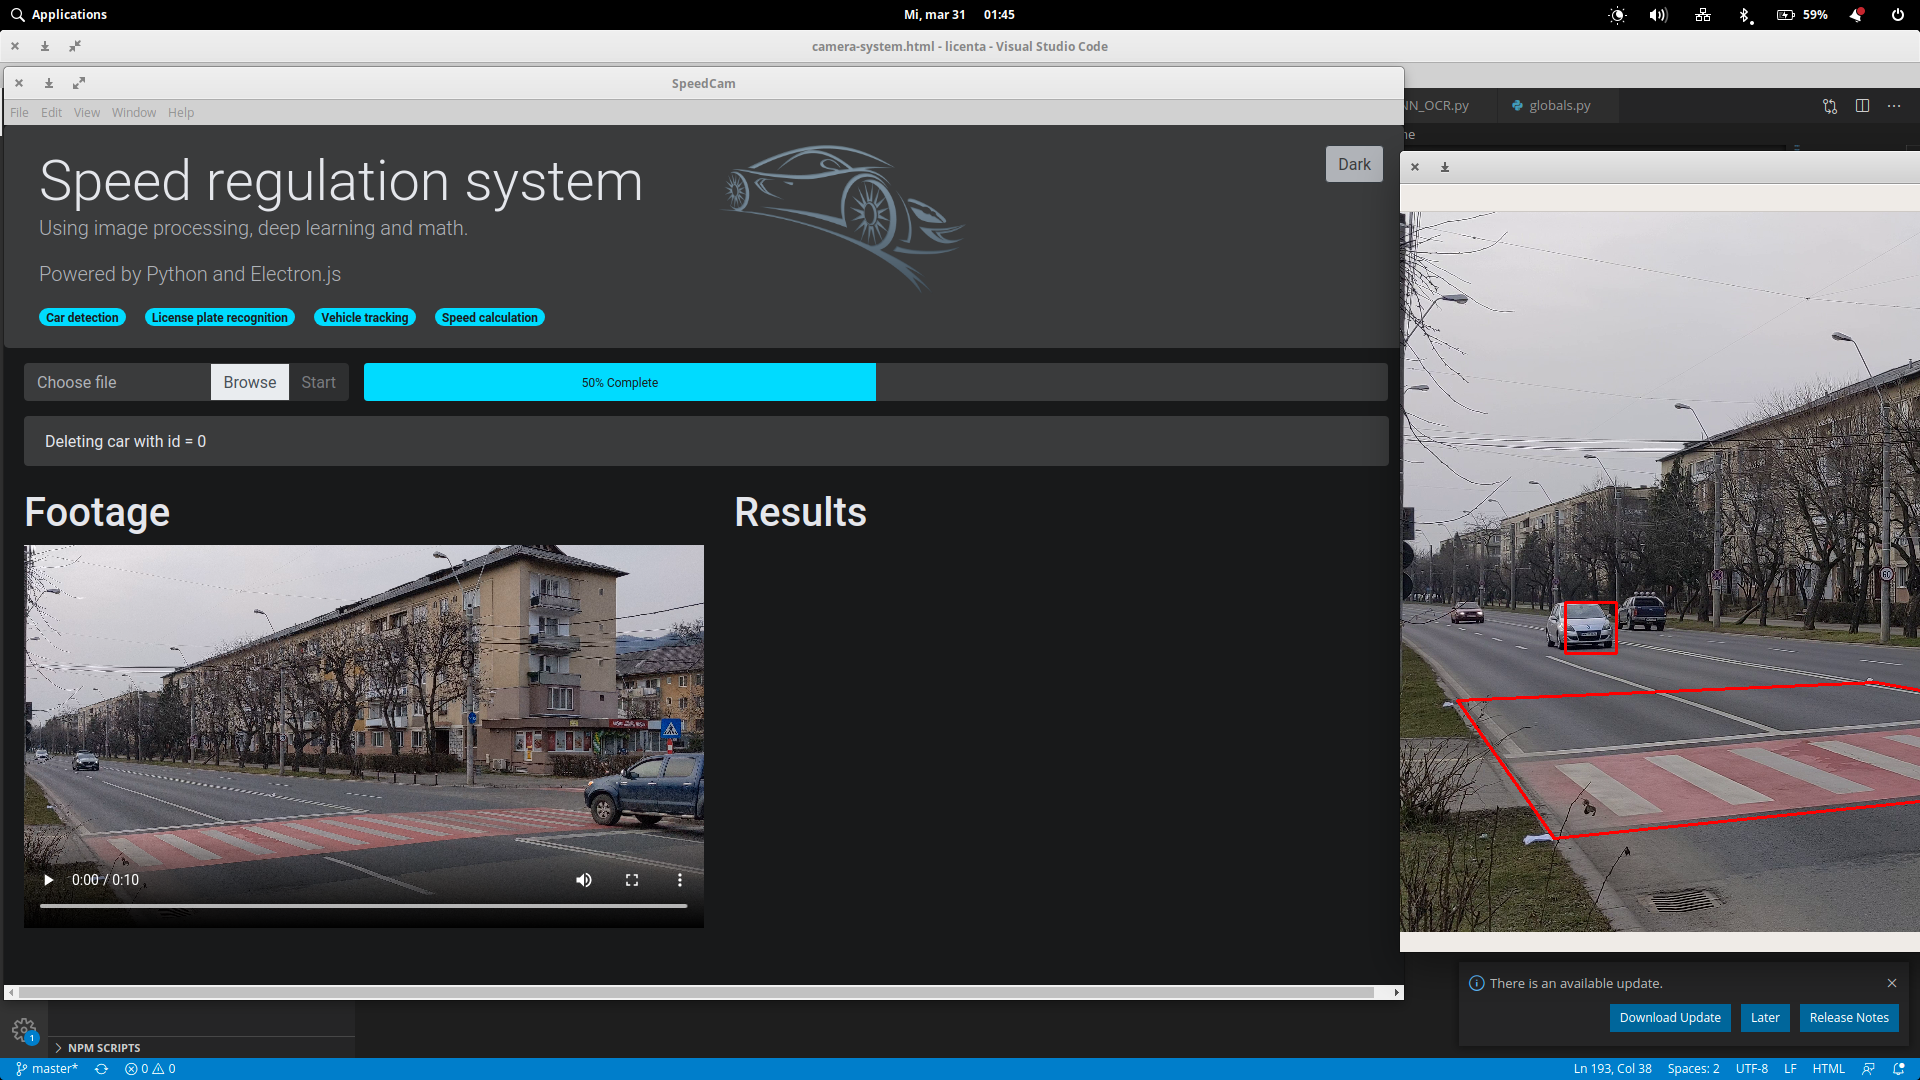 Applications
Mi, mar 31 01:45
59%
camera-system.html - licenta - Visual Studio Code
SpeedCam
File Edit View Window Help
NN_OCR.py
globals.py
Speed regulation system
Using image processing, deep learning and math.
Powered by Python and Electron.js
Car detection
License plate recognition
Vehicle tracking
Speed calculation
Dark
Choose file
Browse
Start
50% Complete
Deleting car with id = 0
Footage
Results
0:00 / 0:10
60
There is an available update.
Download Update
Later
Release Notes
1
NPM SCRIPTS
master*
0 0
Ln 193, Col 38
Spaces: 2
UTF-8
LF
HTML